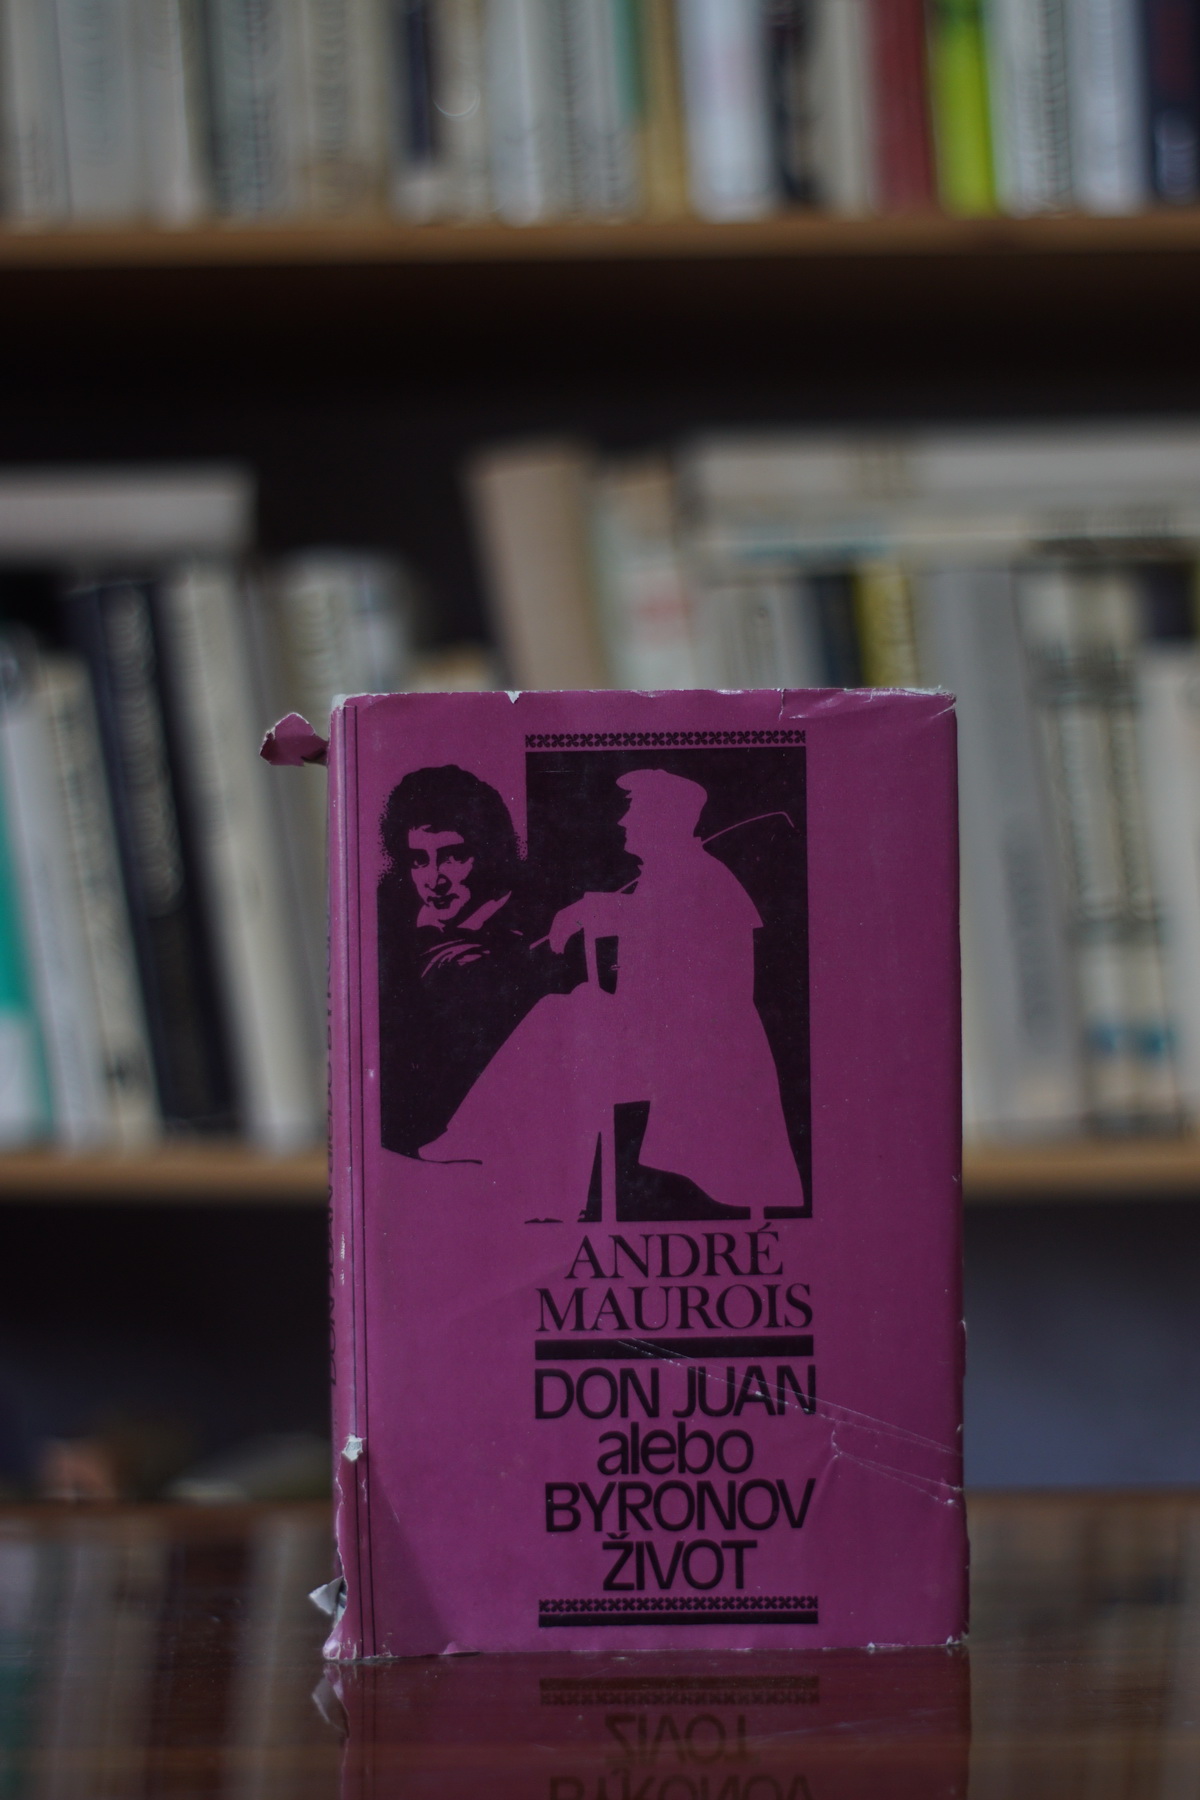 ANDRÉ
MAUROIS
DON JUAN
alebo
BYRONOV
ŽIVOT